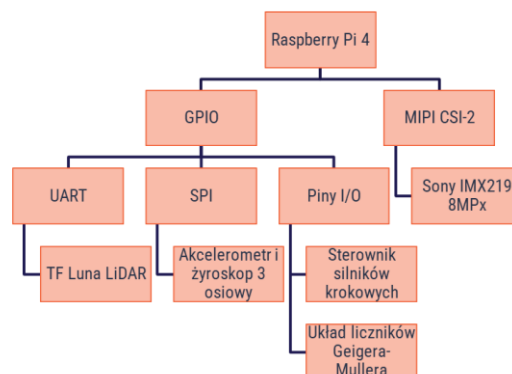 Raspberry Pi 4
GPIO
MIPI CSI-2
UART
SPI
Piny I/O
Sony IMX219
8MPx
TF Luna LiDAR
Akcelerometr i
żyroskop 3
osiowy
Sterownik
silników
krokowych
Układ liczników
Geigera-
Mullera